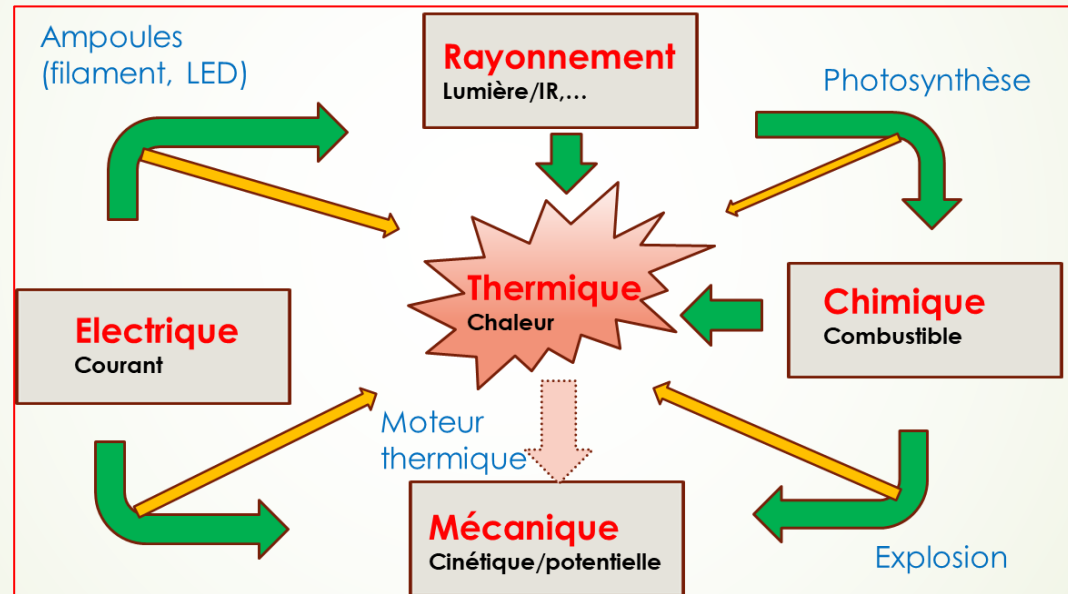 Ampoules
(filament, LED)
Rayonnement
Lumière/IR,...
Photosynthèse
Thermique
Chaleur
Electrique
Courant
Chimique
Combustible
Moteur
thermique
Mécanique
Cinétique/potentielle
Explosion